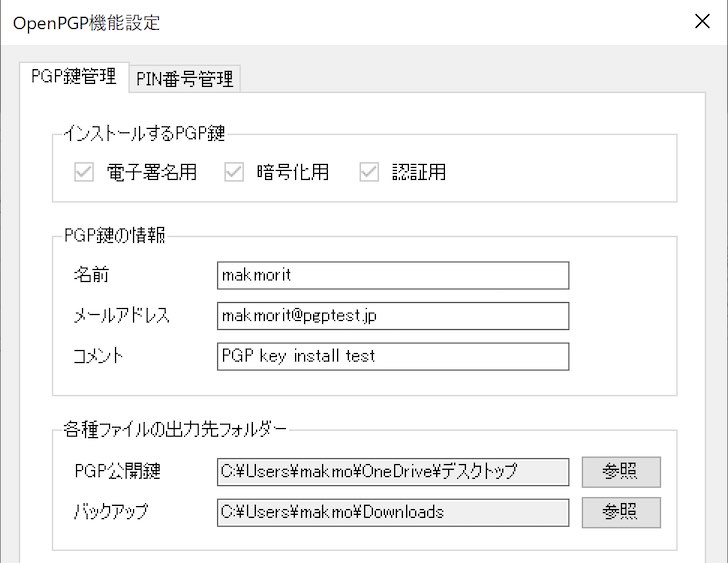 OpenPGP機能設定
PGP鍵管理 PIN番号管理
インストールするPGP鍵
電子署名用 暗号化用 認証用
PGP鍵の情報
名前 makmorit
メールアドレス makmorit@pgptest.jp
コメント PGP key install test
各種ファイルの出力先フォルダー
PGP公開鍵 C:¥Users¥makmo¥OneDrive¥デスクトップ 参照
バックアップ C:¥Users¥makmo¥Downloads 参照